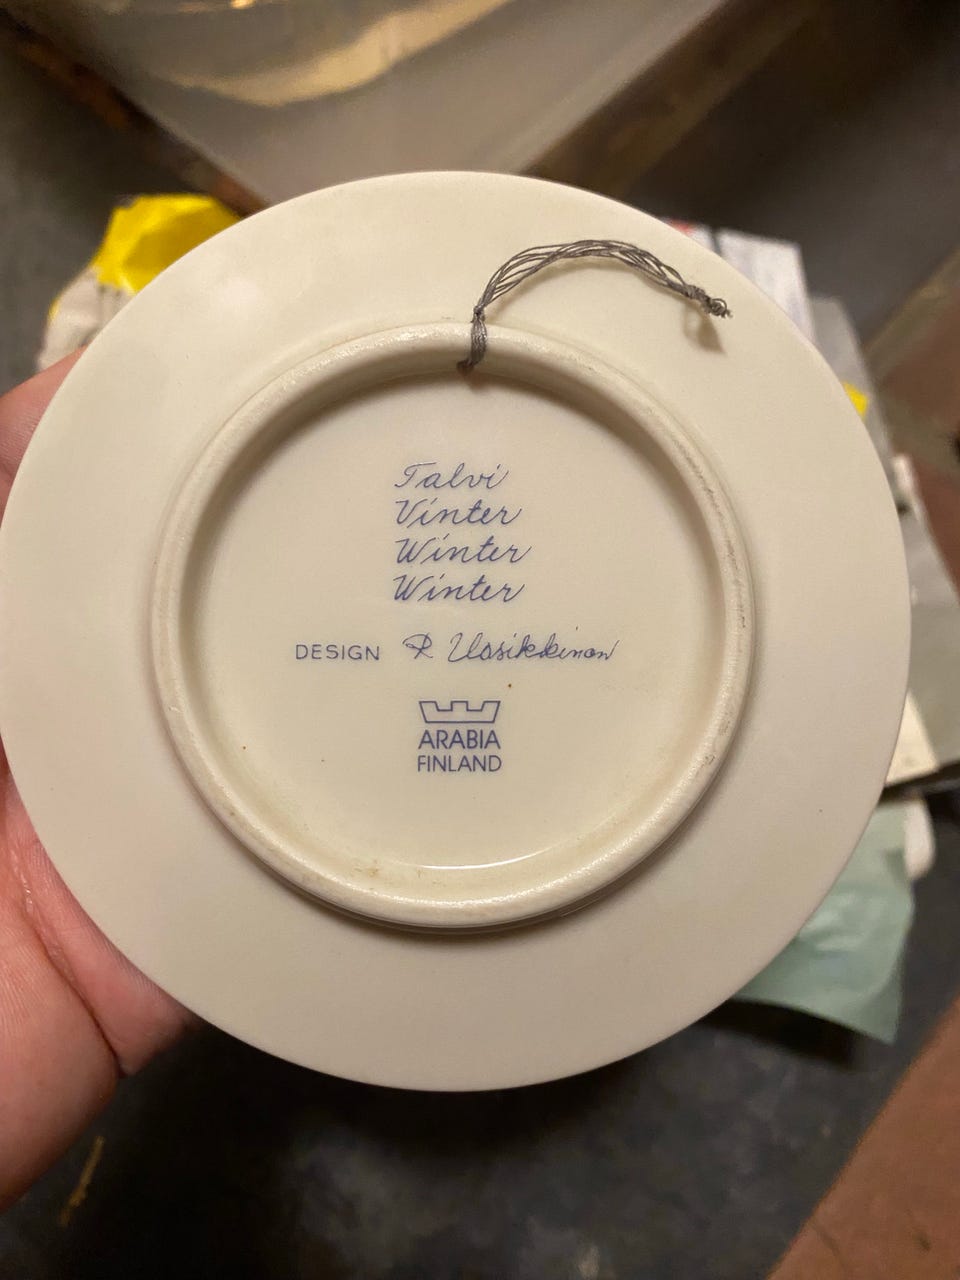 Talvi
Vinter
Winter
Winter
DESIGN R Uosikkinen
ARABIA
FINLAND